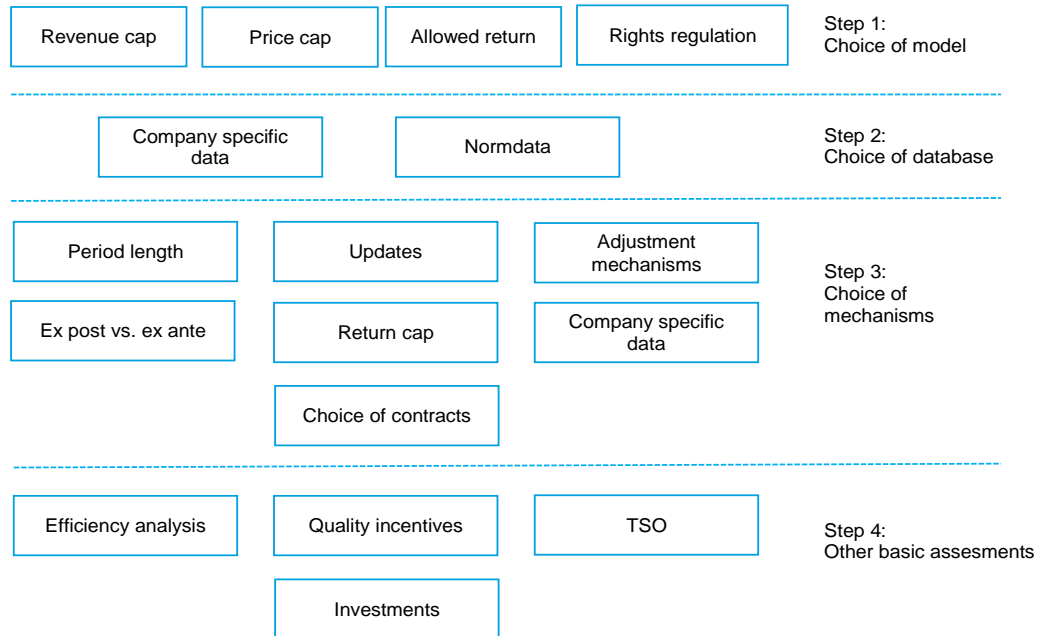 Revenue cap
Price cap
Allowed return
Rights regulation
Step 1:
Choice of model
Company specific
data
Normdata
Step 2:
Choice of database
Period length
Updates
Adjustment
mechanisms
Step 3:
Choice of
mechanisms
Ex post vs. ex ante
Return cap
Company specific
data
Choice of contracts
Efficiency analysis
Quality incentives
TSO
Step 4:
Other basic assesments
Investments